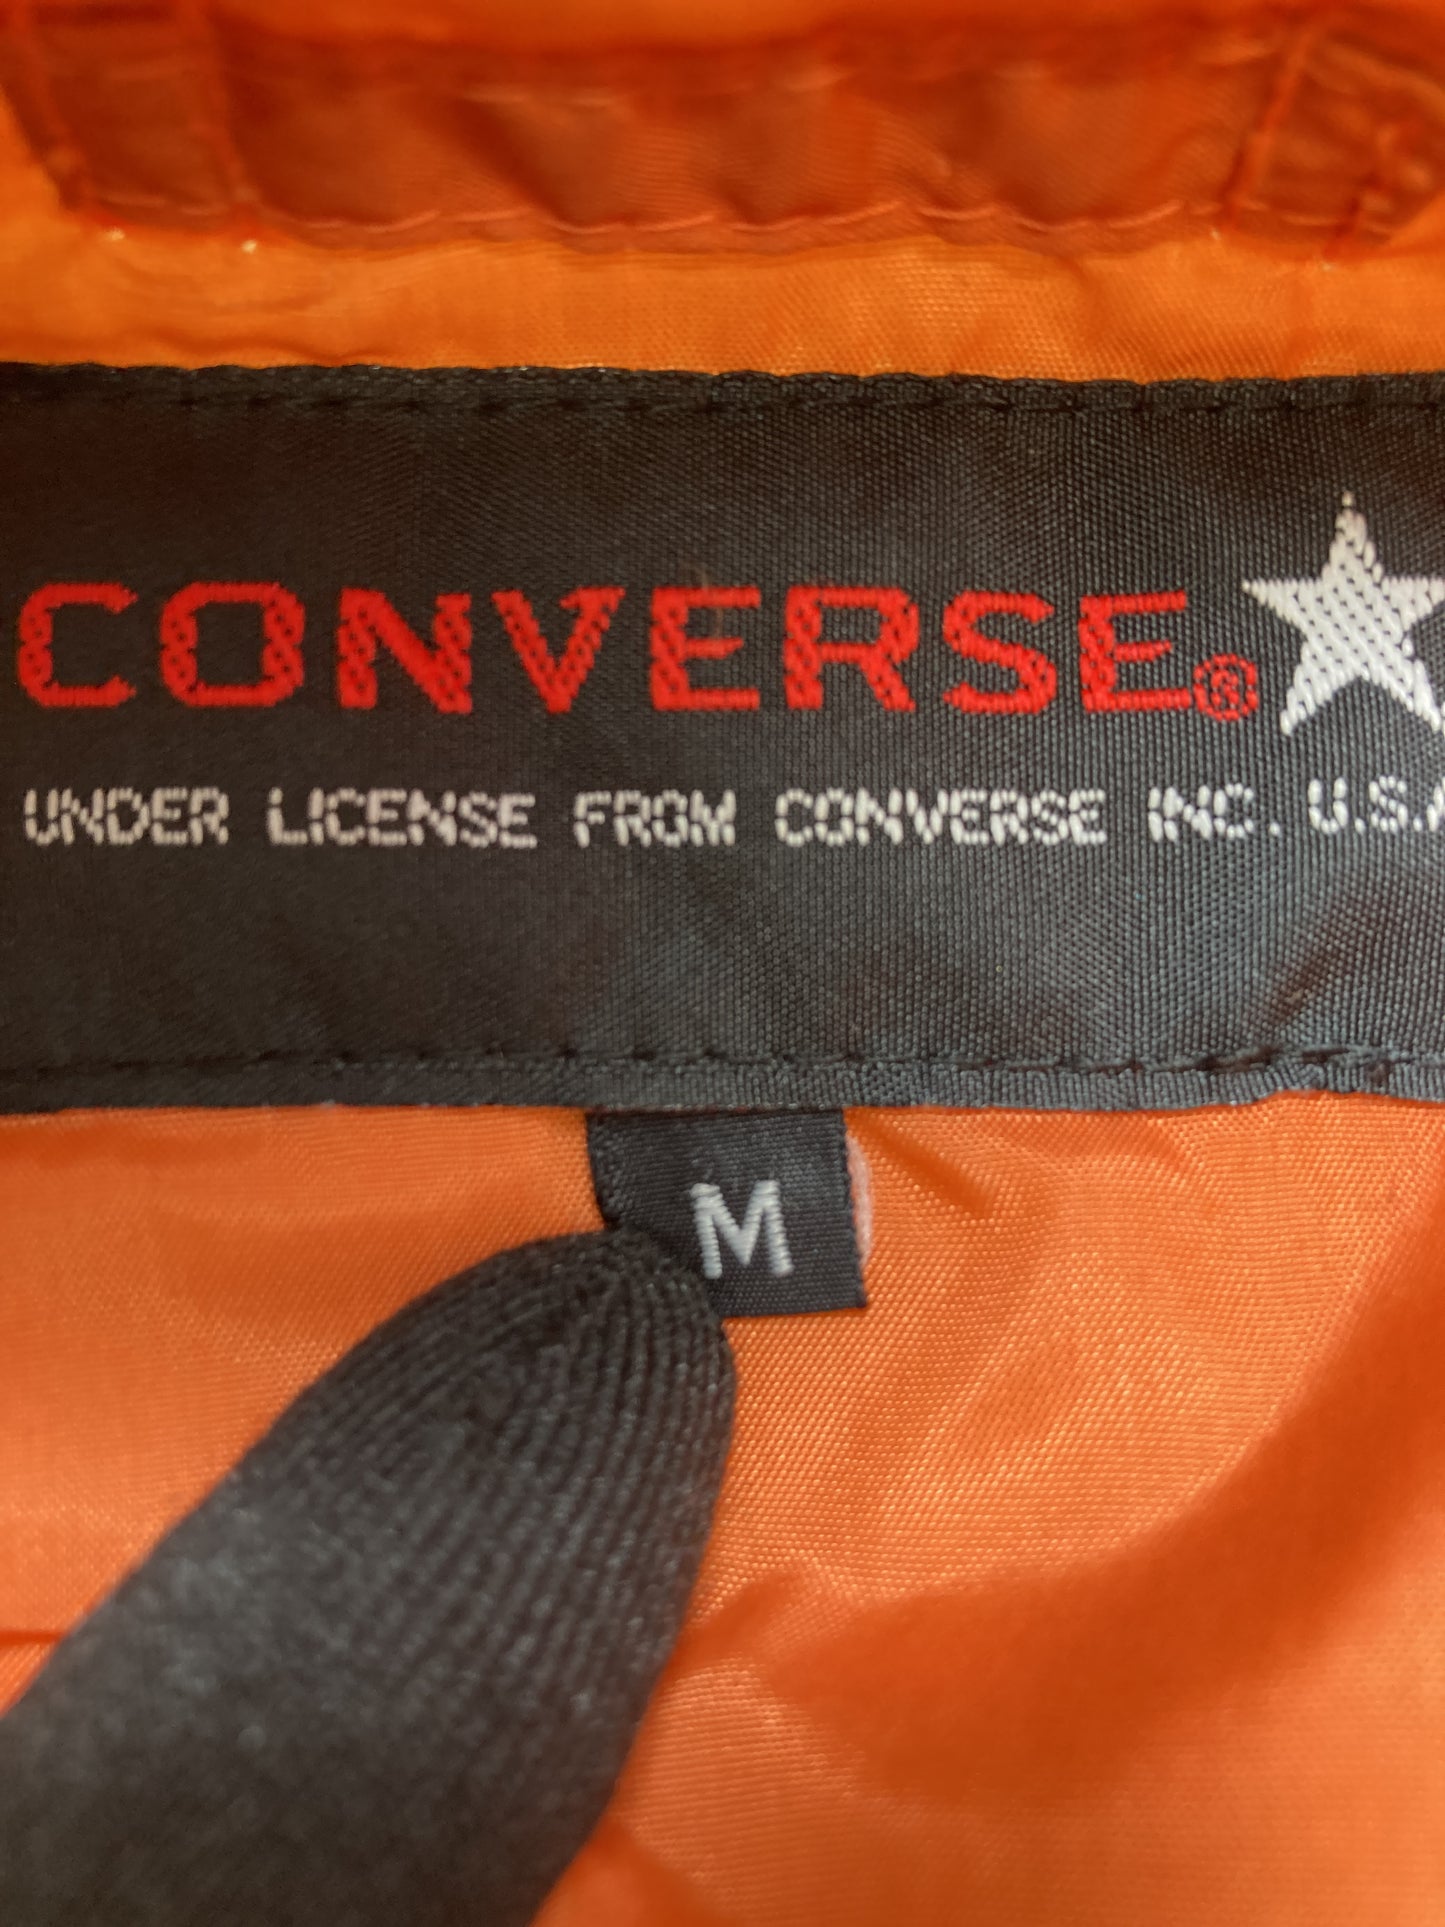 CONVERSE®
UNDER LICENSE FROM CONVERSE INC. U.S.A
M